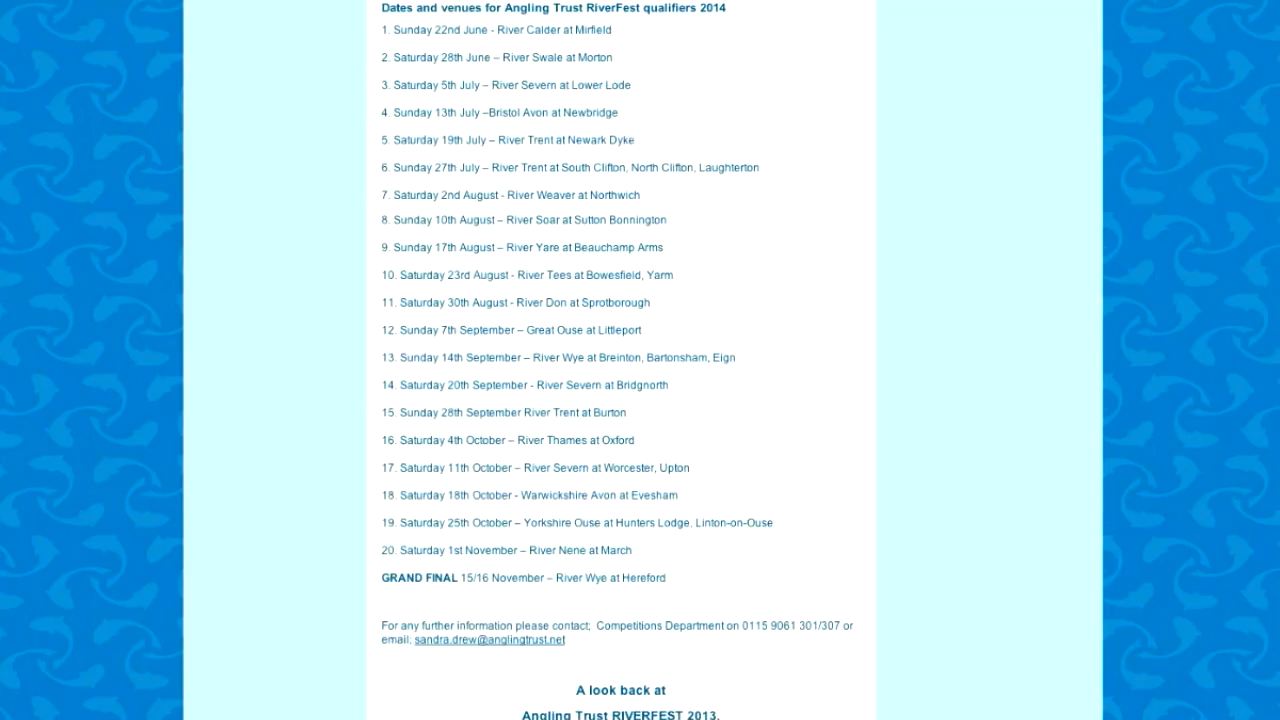 Dates and venues for Angling Trust RiverFest qualifiers 2014
1. Sunday 22nd June - River Calder at Mirfield
2. Saturday 28th June – River Swale at Morton
3. Saturday 5th July – River Severn at Lower Lode
4. Sunday 13th July –Bristol Avon at Newbridge
5. Saturday 19th July – River Trent at Newark Dyke
6. Sunday 27th July – River Trent at South Clifton, North Clifton, Laughterton
7. Saturday 2nd August - River Weaver at Northwich
8. Sunday 10th August – River Soar at Sutton Bonnington
9. Sunday 17th August – River Yare at Beauchamp Arms
10. Saturday 23rd August - River Tees at Bowesfield, Yarm
11. Saturday 30th August - River Don at Sprotborough
12. Sunday 7th September – Great Ouse at Littleport
13. Sunday 14th September – River Wye at Breinton, Bartonsham, Eign
14. Saturday 20th September - River Severn at Bridgnorth
15. Sunday 28th September River Trent at Burton
16. Saturday 4th October – River Thames at Oxford
17. Saturday 11th October – River Severn at Worcester, Upton
18. Saturday 18th October - Warwickshire Avon at Evesham
19. Saturday 25th October – Yorkshire Ouse at Hunters Lodge, Linton-on-Ouse
20. Saturday 1st November – River Nene at March
GRAND FINAL 15/16 November – River Wye at Hereford
For any further information please contact; Competitions Department on 0115 9061 301/307 or
email; sandra.drew@anglingtrust.net
A look back at
Angling Trust RIVERFEST 2013.